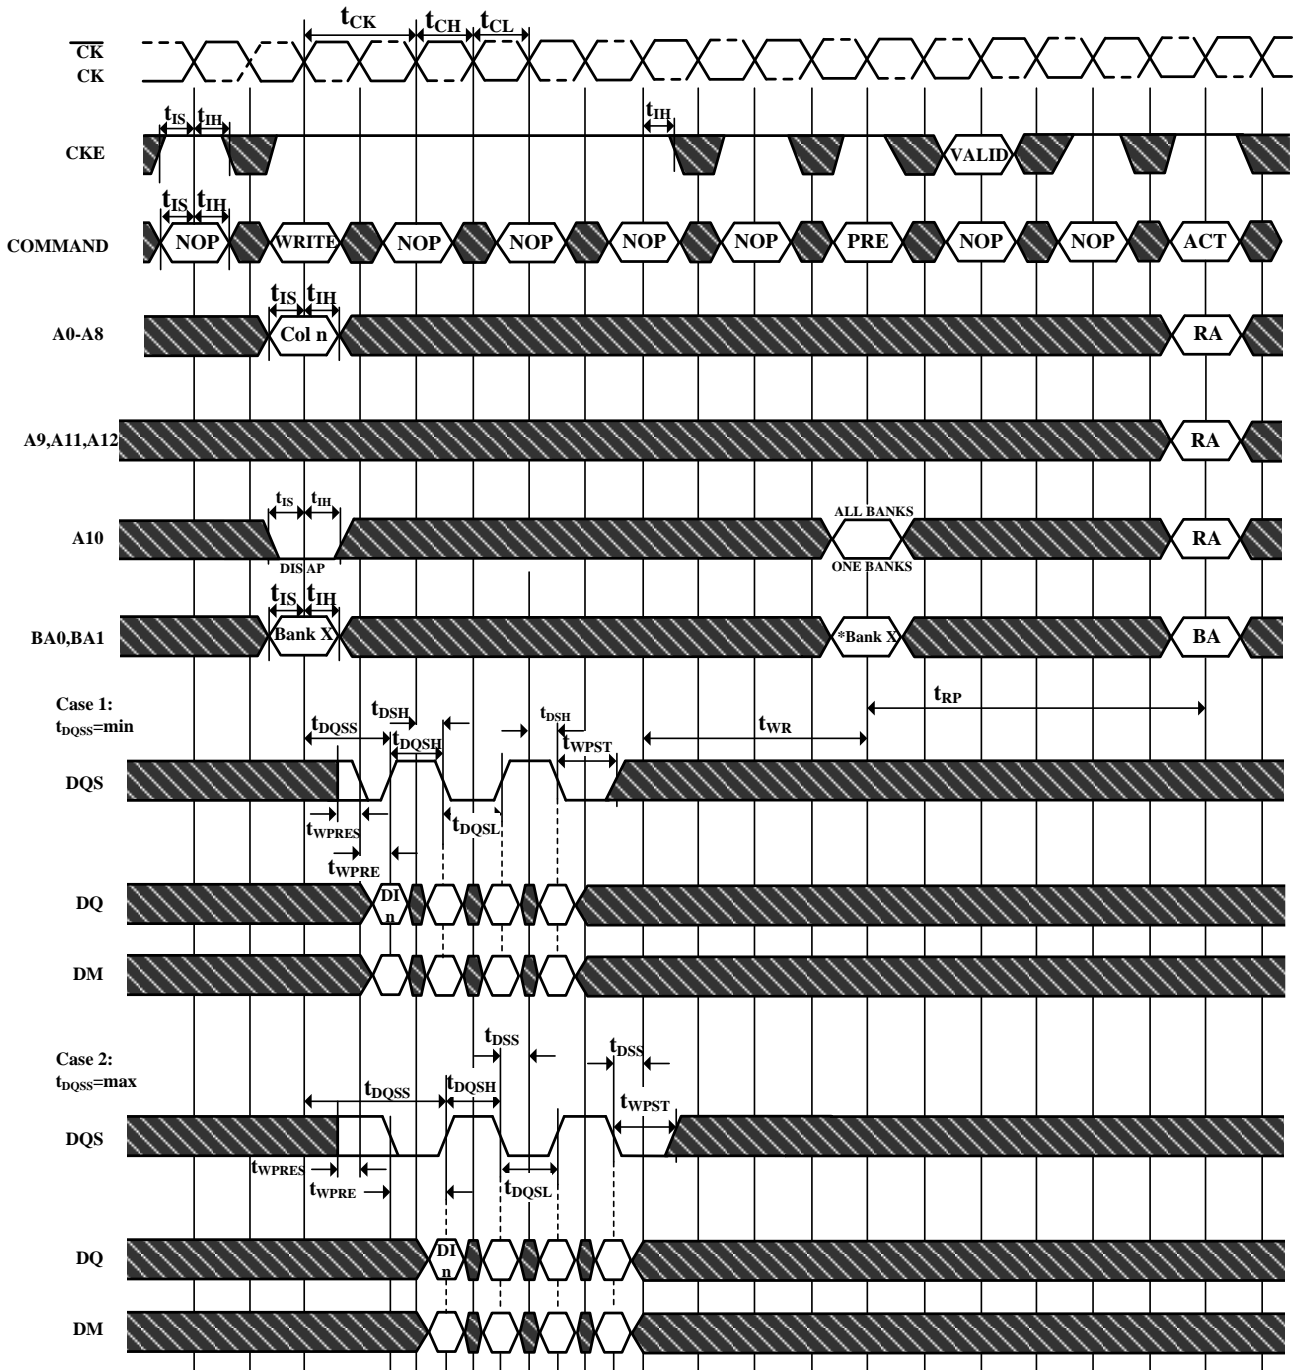 tCK tCH tCL
CK
CK
tIS tIH tIH
CKE VALID
tIS tIH
COMMAND NOP WRITE NOP NOP NOP NOP PRE NOP NOP ACT
tIS tIH
A0-A8 Col n RA
A9,A11,A12 RA
tIS tIH ALL BANKS
A10 RA
DIS AP ONE BANKS
tIS tIH
BA0,BA1 Bank X *Bank X BA
Case 1:
tDQSS=min
tDQSS tDSH tDSH tWR tRP
tDQSH tWPST
DQS
tWPRES tDQSL
tWPRE
DQ DI
n
DM
Case 2:
tDQSS=max
tDSS tDSS
tDQSS tDQSH tWPST
DQS
tWPRES tWPRE tDQSL
DQ DI
n
DM